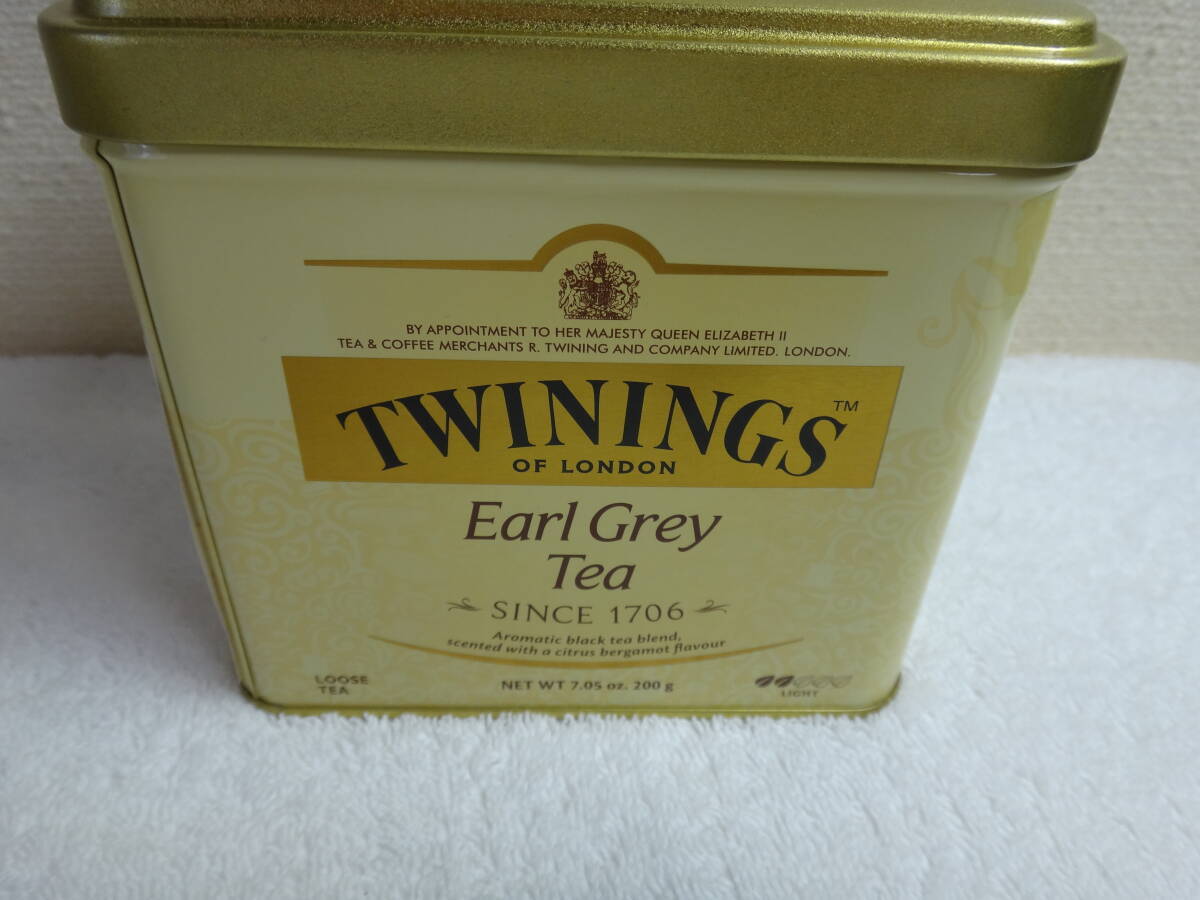 BY APPOINTMENT TO HER MAJESTY QUEEN ELIZABETH II
TEA & COFFEE MERCHANTS R. TWINING AND COMPANY LIMITED. LONDON.
TWININGS™
OF LONDON
Earl Grey
Tea
SINCE 1706
Aromatic black tea blend,
scented with a citrus bergamot flavour
LOOSE
TEA
NET WT 7.05 oz. 200 g
LIGHT